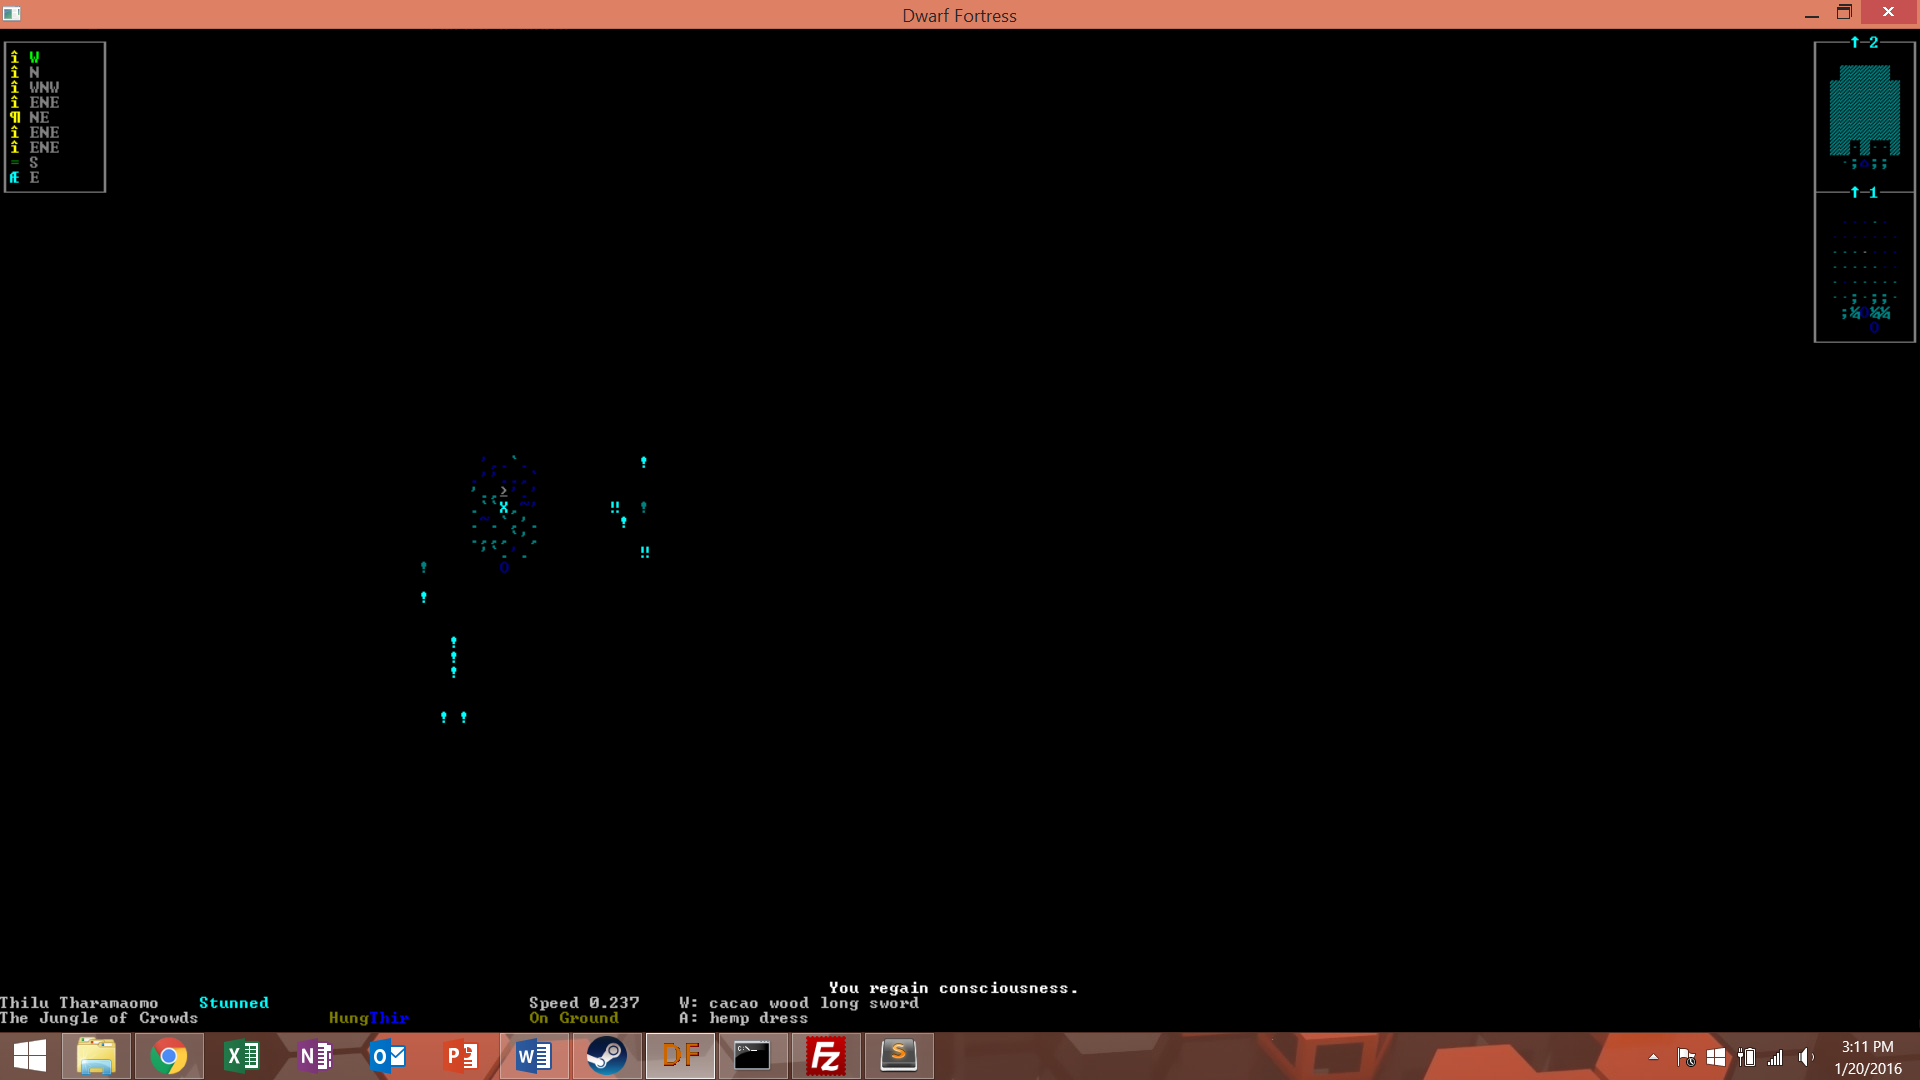 Dwarf Fortress
î W
î N
î WNW
î ENE
¶ NE
î ENE
î ENE
= S
Æ E
↑ 2
↑ 1
You regain consciousness.
Thilu Tharamaomo Stunned Speed 0.237 W: cacao wood long sword
The Jungle of Crowds HungThir On Ground A: hemp dress
3:11 PM
1/20/2016